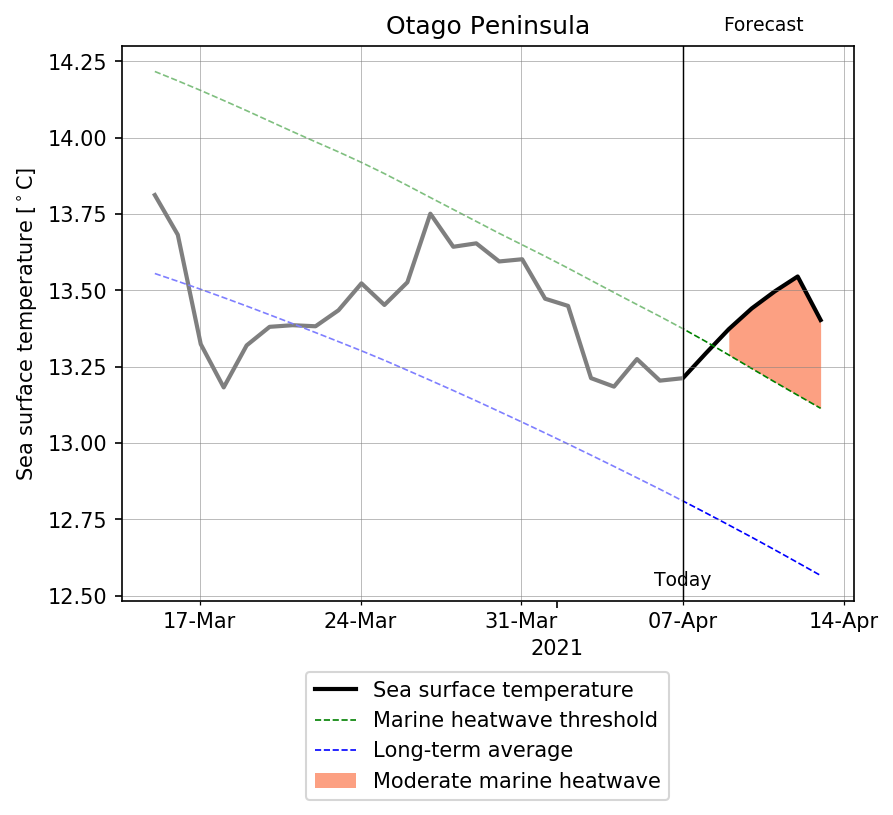 Otago Peninsula
Forecast
Sea surface temperature [°C]
14.25
14.00
13.75
13.50
13.25
13.00
12.75
12.50
Today
17-Mar 24-Mar 31-Mar 07-Apr 14-Apr
2021
Sea surface temperature
Marine heatwave threshold
Long-term average
Moderate marine heatwave